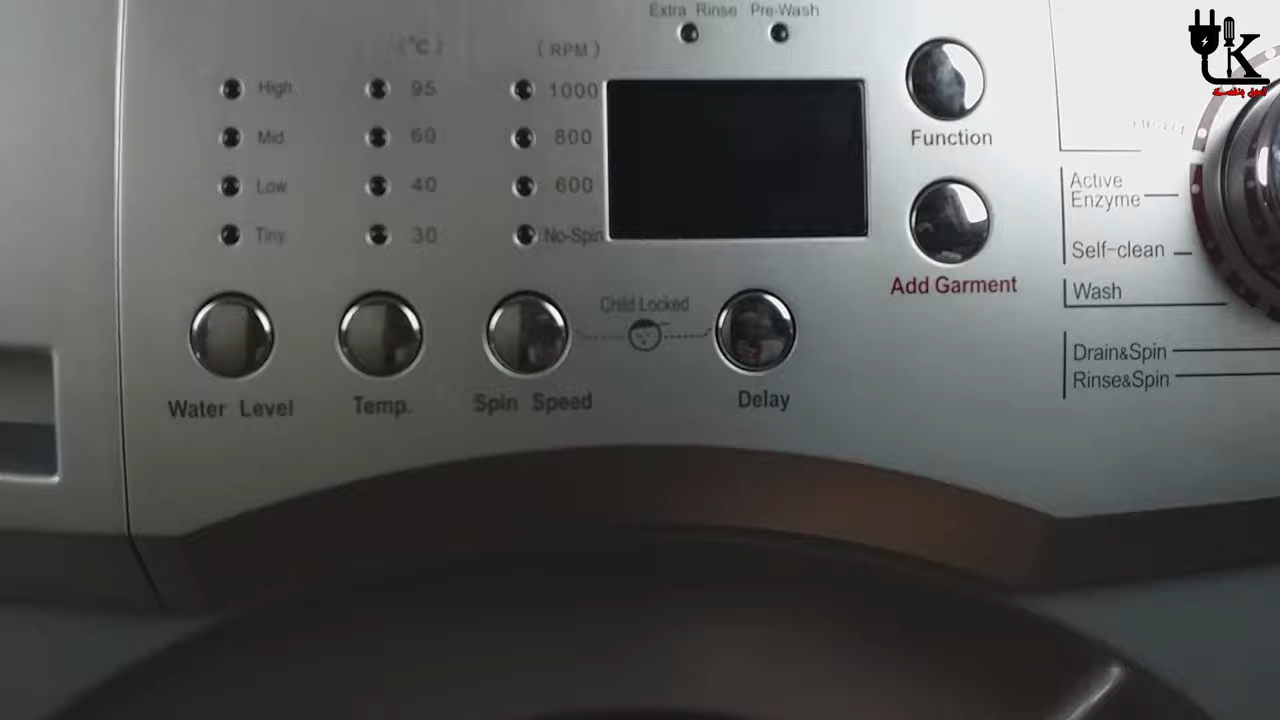 Extra Rinse Pre-Wash
(°C) (RPM)
High 95 1000
Mid 60 800
Low 40 600
Tiny 30 No-Spin
Function
Add Garment
Child Locked
Water Level Temp. Spin Speed Delay
Active
Enzyme
Self-clean
Wash
Drain&Spin
Rinse&Spin
K